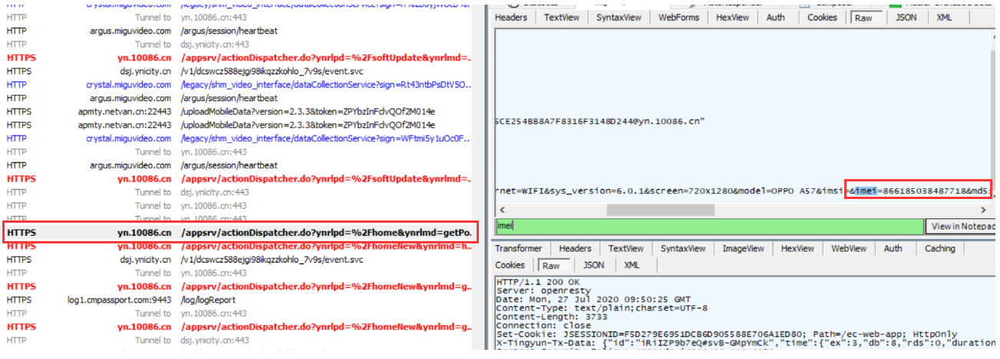 Tunnel to yn.10086.cn:443
HTTP argus.miguvideo.com /argus/session/heartbeat
HTTP Tunnel to dsj.ynicity.cn:443
HTTPS yn.10086.cn /appsrv/actionDispatcher.do?ynrlpd=%2FsoftUpdate&ynrlmd=...
HTTPS dsj.ynicity.cn /v1/dcswcz588ejgi98ikqzzkohlo_7v9s/event.svc
HTTP crystal.miguvideo.com /legacy/shm_video_interface/dataCollectionService?sign=Rt43ntbPsDtV5O...
HTTP argus.miguvideo.com /argus/session/heartbeat
HTTPS apmty.netvan.cn:22443 /uploadMobileData?version=2.3.3&token=ZPYbzInFclvQOf2M014e
HTTPS apmty.netvan.cn:22443 /uploadMobileData?version=2.3.3&token=ZPYbzInFclvQOf2M014e
HTTP crystal.miguvideo.com /legacy/shm_video_interface/dataCollectionService?sign=WFtmi5y1uOc0F...
HTTP Tunnel to yn.10086.cn:443
HTTP argus.miguvideo.com /argus/session/heartbeat
HTTPS yn.10086.cn /appsrv/actionDispatcher.do?ynrlpd=%2FsoftUpdate&ynrlmd=...
HTTP Tunnel to dsj.ynicity.cn:443
HTTP Tunnel to yn.10086.cn:443
HTTP Tunnel to yn.10086.cn:443
HTTPS yn.10086.cn /appsrv/actionDispatcher.do?ynrlpd=%2Fhome&ynrlmd=getPo...
HTTPS yn.10086.cn /appsrv/actionDispatcher.do?ynrlpd=%2FhomeNew&ynrlmd=h...
HTTPS dsj.ynicity.cn /v1/dcswcz588ejgi98ikqzzkohlo_7v9s/event.svc
HTTP Tunnel to yn.10086.cn:443
HTTPS yn.10086.cn /appsrv/actionDispatcher.do?ynrlpd=%2FhomeNew&ynrlmd=g...
HTTPS log1.cmpassport.com:9443 /log/logReport
HTTP Tunnel to yn.10086.cn:443
HTTPS yn.10086.cn /appsrv/actionDispatcher.do?ynrlpd=%2FhomeNew&ynrlmd=g...
HTTP Tunnel to dsj.ynicity.cn:443
Headers TextView SyntaxView WebForms HexView Auth Cookies Raw JSON XML
5CE254BB8A7F8316F3148D244@yn.10086.cn"
rnet=WIFI&sys_version=6.0.1&screen=720x1280&model=OPPO A57&imsi=&imei=866185038487718&md5
imei View in Notepad
Transformer Headers TextView SyntaxView ImageView HexView WebView Auth Caching
Cookies Raw JSON XML
HTTP/1.1 200 OK
Server: openresty
Date: Mon, 27 Jul 2020 09:50:25 GMT
Content-Type: text/plain;charset=UTF-8
Content-Length: 3733
Connection: close
Set-Cookie: JSESSIONID=F5D279E6951DCB6D905588E706A1ED80; Path=/ec-web-app; HttpOnly
X-Tingyun-Tx-Data: {"id":"iRiIZP9b7eQ#svB-GMpYmCk","time":{"ex":3,"db":8,"rds":0,"duration